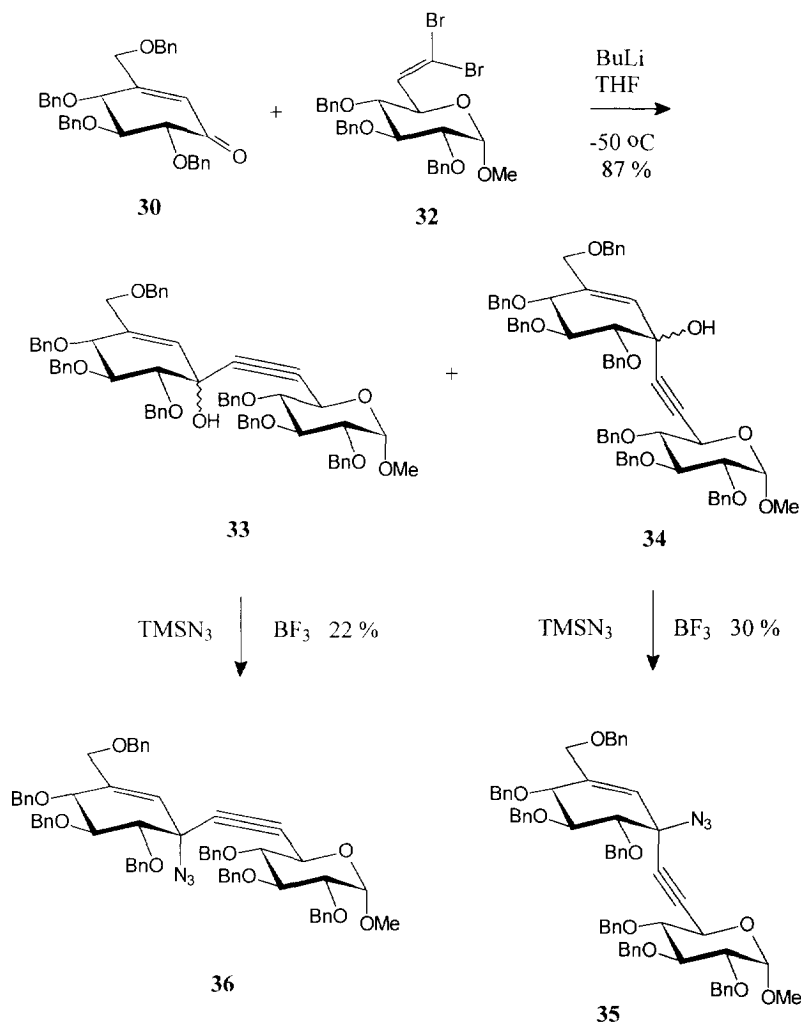 OBn
BnO
BnO
OBn
O
30
+
Br
Br
BnO
BnO
BnO
O
OMe
32
BuLi
THF
-50 ºC
87 %
OBn
BnO
BnO
BnO
OH
BnO
BnO
BnO
O
OMe
33
+
OBn
BnO
BnO
BnO
OH
BnO
BnO
BnO
O
OMe
34
TMSN3 BF3 22 %
TMSN3 BF3 30 %
OBn
BnO
BnO
BnO
N3
BnO
BnO
BnO
O
OMe
36
OBn
BnO
BnO
BnO
N3
BnO
BnO
BnO
O
OMe
35